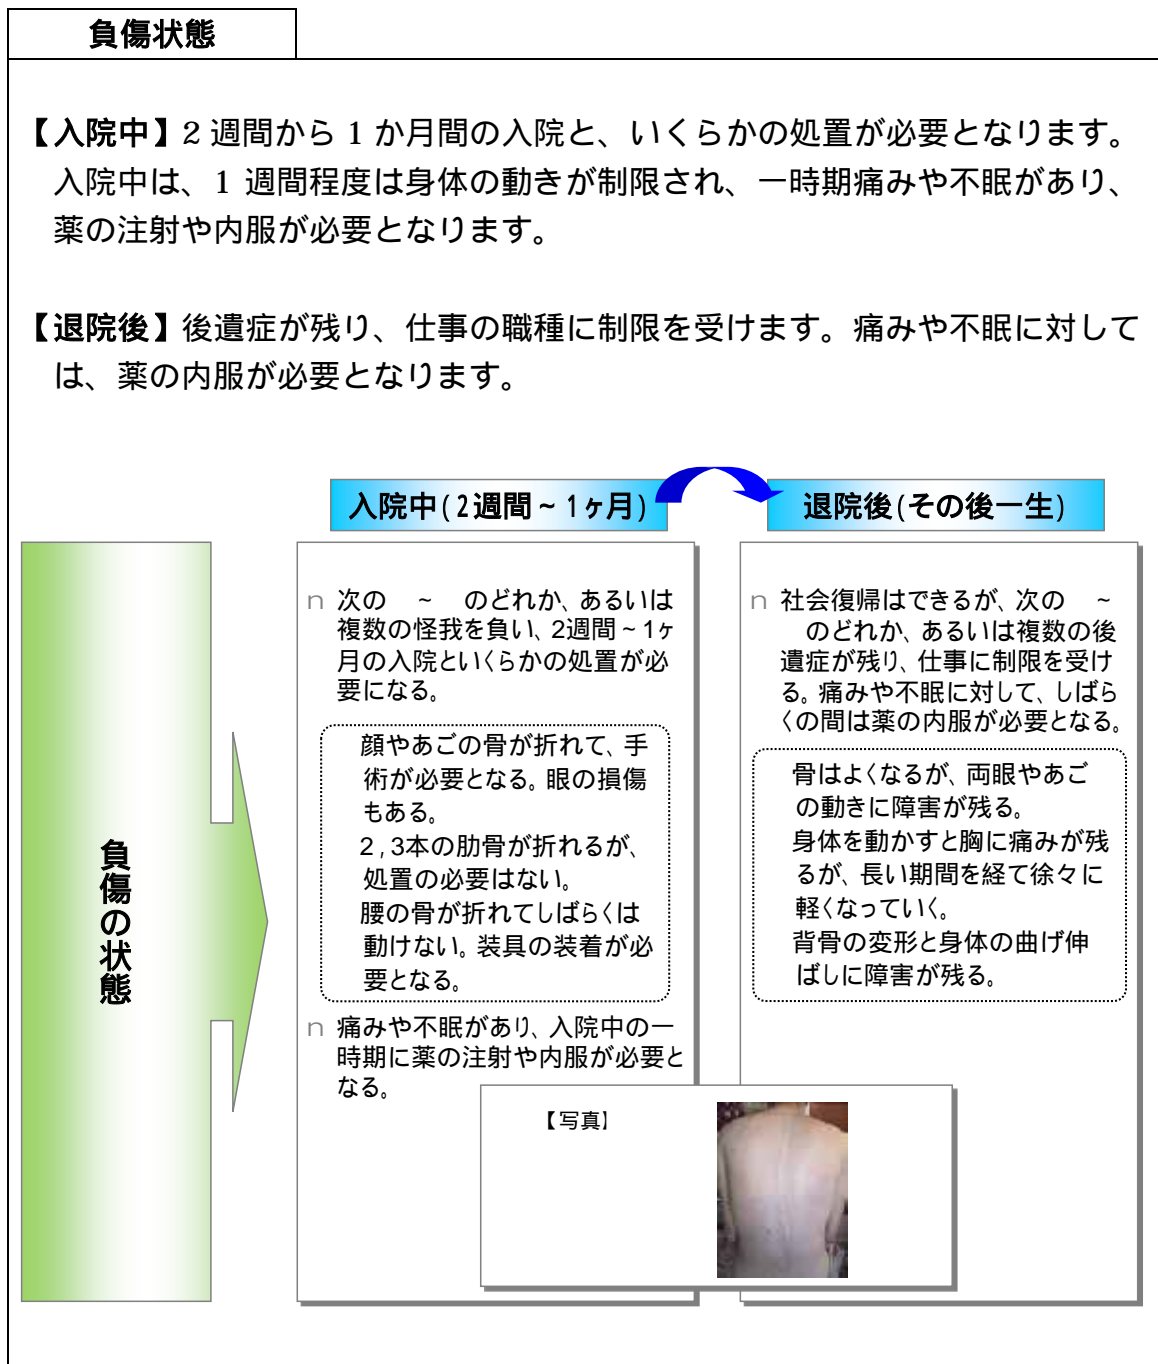 負傷状態
【入院中】2 週間から 1 か月間の入院と、いくらかの処置が必要となります。
入院中は、1 週間程度は身体の動きが制限され、一時期痛みや不眠があり、
薬の注射や内服が必要となります。
【退院後】後遺症が残り、仕事の職種に制限を受けます。痛みや不眠に対して
は、薬の内服が必要となります。
入院中(2週間~1ヶ月)
退院後(その後一生)
負傷の状態
n 次の ~ のどれか、あるいは
複数の怪我を負い、2週間~1ヶ
月の入院といくらかの処置が必
要になる。
顔やあごの骨が折れて、手
術が必要となる。眼の損傷
もある。
2,3本の肋骨が折れるが、
処置の必要はない。
腰の骨が折れてしばらくは
動けない。装具の装着が必
要となる。
n 痛みや不眠があり、入院中の一
時期に薬の注射や内服が必要と
なる。
n 社会復帰はできるが、次の ~
のどれか、あるいは複数の後
遺症が残り、仕事に制限を受け
る。痛みや不眠に対して、しばら
くの間は薬の内服が必要となる。
骨はよくなるが、両眼やあご
の動きに障害が残る。
身体を動かすと胸に痛みが残
るが、長い期間を経て徐々に
軽くなっていく。
背骨の変形と身体の曲げ伸
ばしに障害が残る。
【写真】